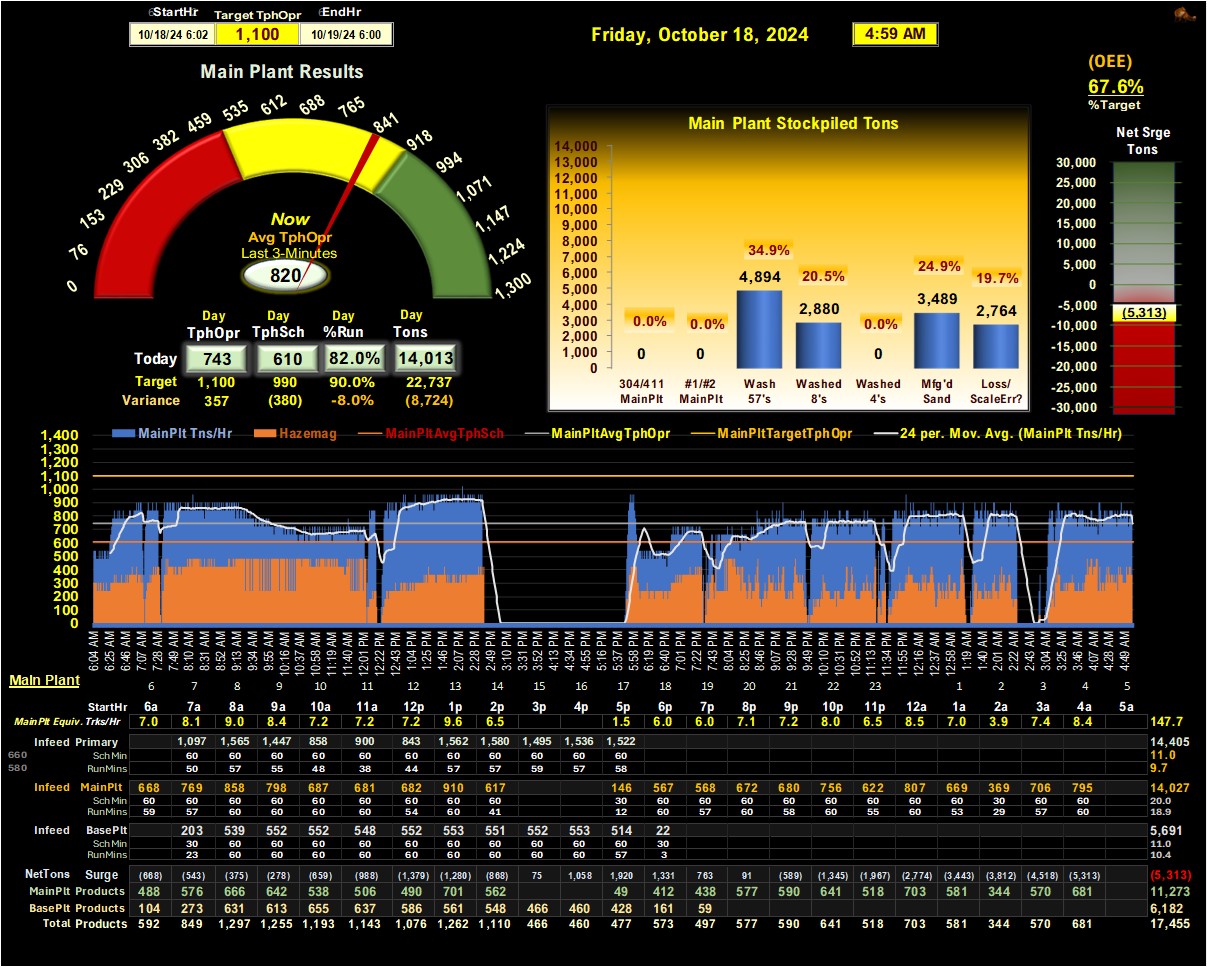 StartHr Target TphOpr EndHr
10/18/24 6:02 1,100 10/19/24 6:00
Friday, October 18, 2024 4:59 AM
(OEE)
67.6%
%Target
Main Plant Results
0 76 153 229 306 382 459 535 612 688 765 841 918 994 1,071 1,147 1,224 1,300
Now
Avg TphOpr
Last 3-Minutes
820
Day Day Day Day
TphOpr TphSch %Run Tons
Today 743 610 82.0% 14,013
Target 1,100 990 90.0% 22,737
Variance 357 (380) -8.0% (8,724)
Main Plant Stockpiled Tons
14,000
13,000
12,000
11,000
10,000
9,000
8,000
7,000
6,000
5,000
4,000
3,000
2,000
1,000
0
0.0% 0.0% 34.9% 20.5% 0.0% 24.9% 19.7%
0 0 4,894 2,880 0 3,489 2,764
304/411 #1/#2 Wash Washed Washed Mfg'd Loss/
MainPlt MainPlt 57's 8's 4's Sand ScaleErr?
Net Srge
Tons
30,000
25,000
20,000
15,000
10,000
5,000
0
-5,000
-10,000
-15,000
-20,000
-25,000
-30,000
(5,313)
MainPlt Tns/Hr Hazemag MainPltAvgTphSch MainPltAvgTphOpr MainPltTargetTphOpr 24 per. Mov. Avg. (MainPlt Tns/Hr)
1,400
1,300
1,200
1,100
1,000
900
800
700
600
500
400
300
200
100
0
6:04 AM 6:25 AM 6:46 AM 7:07 AM 7:28 AM 7:49 AM 8:10 AM 8:31 AM 8:52 AM 9:13 AM 9:34 AM 9:55 AM 10:16 AM 10:37 AM 10:58 AM 11:19 AM 11:40 AM 12:01 PM 12:22 PM 12:43 PM 1:04 PM 1:25 PM 1:46 PM 2:07 PM 2:28 PM 2:49 PM 3:10 PM 3:31 PM 3:52 PM 4:13 PM 4:34 PM 4:55 PM 5:16 PM 5:37 PM 5:58 PM 6:19 PM 6:40 PM 7:01 PM 7:22 PM 7:43 PM 8:04 PM 8:25 PM 8:46 PM 9:07 PM 9:28 PM 9:49 PM 10:10 PM 10:31 PM 10:52 PM 11:13 PM 11:34 PM 11:55 PM 12:16 AM 12:37 AM 12:58 AM 1:19 AM 1:40 AM 2:01 AM 2:22 AM 2:43 AM 3:04 AM 3:25 AM 3:46 AM 4:07 AM 4:28 AM 4:49 AM
Main Plant
6 7 8 9 10 11 12 13 14 15 16 17 18 19 20 21 22 23 1 2 3 4 5
StartHr 6a 7a 8a 9a 10a 11a 12p 1p 2p 3p 4p 5p 6p 7p 8p 9p 10p 11p 12a 1a 2a 3a 4a 5a
MainPlt Equiv. Trks/Hr 7.0 8.1 9.0 8.4 7.2 7.2 7.2 9.6 6.5 1.5 6.0 6.0 7.1 7.2 8.0 6.5 8.5 7.0 3.9 7.4 8.4 147.7
Infeed Primary 1,097 1,565 1,447 858 900 843 1,562 1,580 1,495 1,536 1,522 14,405
660 SchMin 60 60 60 60 60 60 60 60 60 60 60 11.0
580 RunMins 50 57 55 48 38 44 57 57 59 57 58 9.7
Infeed MainPlt 668 769 858 798 687 681 682 910 617 146 567 568 672 680 756 622 807 669 369 706 795 14,027
SchMin 60 60 60 60 60 60 60 60 60 30 60 60 60 60 60 60 60 60 30 60 60 20.0
RunMins 59 57 60 60 60 60 54 60 41 12 60 57 60 58 60 55 60 53 29 57 60 18.9
Infeed BasePlt 203 539 552 552 548 552 553 551 552 553 514 22 5,691
SchMin 30 60 60 60 60 60 60 60 60 60 60 30 11.0
RunMins 23 60 60 60 60 60 60 60 60 60 57 3 10.4
NetTons Surge (668) (543) (375) (278) (659) (988) (1,379) (1,280) (868) 75 1,058 1,920 1,331 763 91 (589) (1,345) (1,967) (2,774) (3,443) (3,812) (4,518) (5,313) (5,313)
MainPlt Products 488 576 666 642 538 506 490 701 562 49 412 438 577 590 641 518 703 581 344 570 681 11,273
BasePlt Products 104 273 631 613 655 637 586 561 548 466 460 428 161 59 6,182
Total Products 592 849 1,297 1,255 1,193 1,143 1,076 1,262 1,110 466 460 477 573 497 577 590 641 518 703 581 344 570 681 17,455